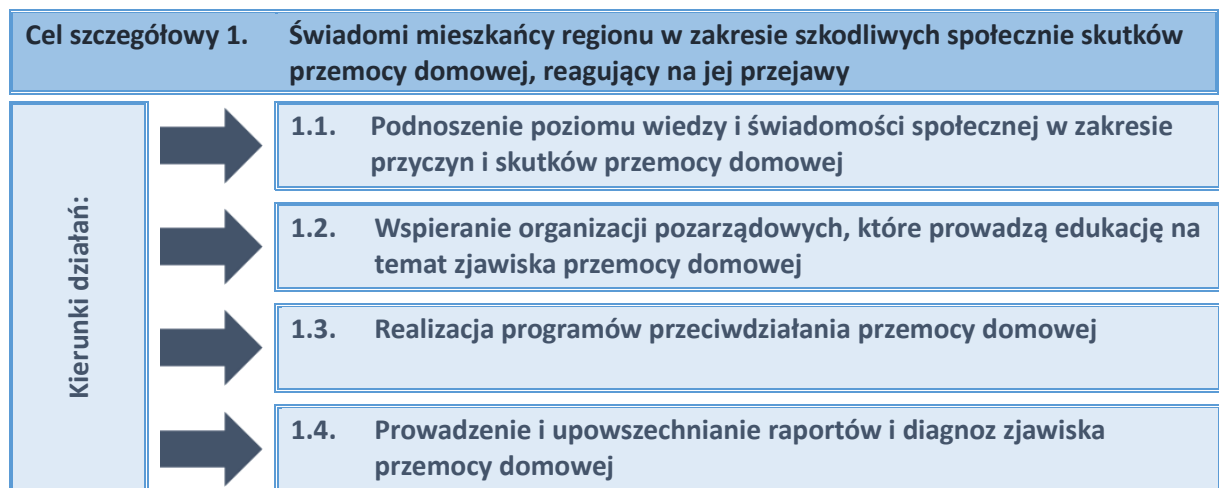 Cel szczegółowy 1. Świadomi mieszkańcy regionu w zakresie szkodliwych społecznie skutków
przemocy domowej, reagujący na jej przejawy
Kierunki działań:
1.1. Podnoszenie poziomu wiedzy i świadomości społecznej w zakresie
przyczyn i skutków przemocy domowej
1.2. Wspieranie organizacji pozarządowych, które prowadzą edukację na
temat zjawiska przemocy domowej
1.3. Realizacja programów przeciwdziałania przemocy domowej
1.4. Prowadzenie i upowszechnianie raportów i diagnoz zjawiska
przemocy domowej